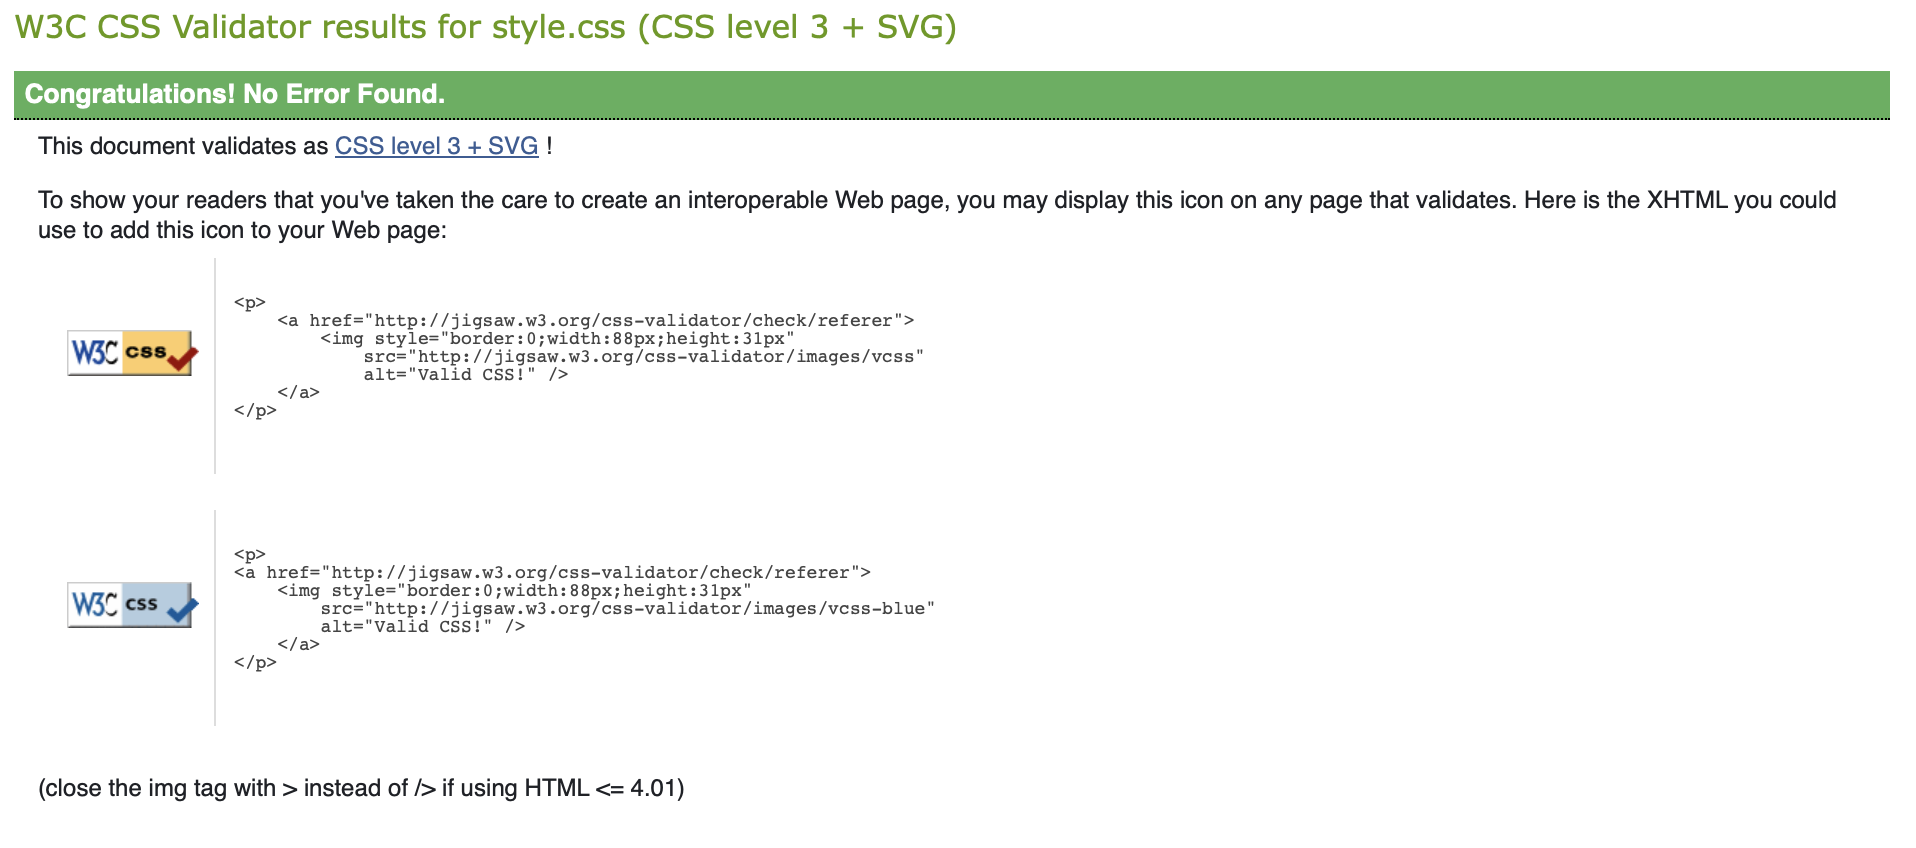 W3C CSS Validator results for style.css (CSS level 3 + SVG)
Congratulations! No Error Found.
This document validates as CSS level 3 + SVG !
To show your readers that you've taken the care to create an interoperable Web page, you may display this icon on any page that validates. Here is the XHTML you could
use to add this icon to your Web page:
W3C css
<p>
    <a href="http://jigsaw.w3.org/css-validator/check/referer">
        <img style="border:0;width:88px;height:31px"
            src="http://jigsaw.w3.org/css-validator/images/vcss"
            alt="Valid CSS!" />
    </a>
</p>
W3C css
<p>
<a href="http://jigsaw.w3.org/css-validator/check/referer">
    <img style="border:0;width:88px;height:31px"
        src="http://jigsaw.w3.org/css-validator/images/vcss-blue"
        alt="Valid CSS!" />
    </a>
</p>
(close the img tag with > instead of /> if using HTML <= 4.01)